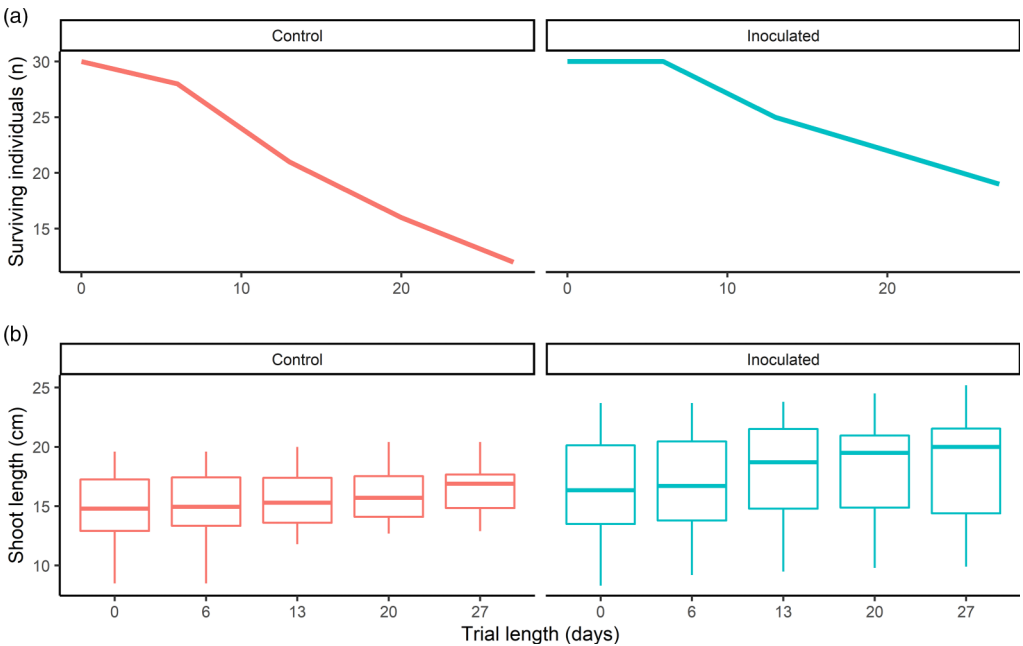 (a)
Control Inoculated
Surviving individuals (n)
30
25
20
15
0 10 20 0 10 20
(b)
Control Inoculated
Shoot length (cm)
25
20
15
10
0 6 13 20 27 0 6 13 20 27
Trial length (days)